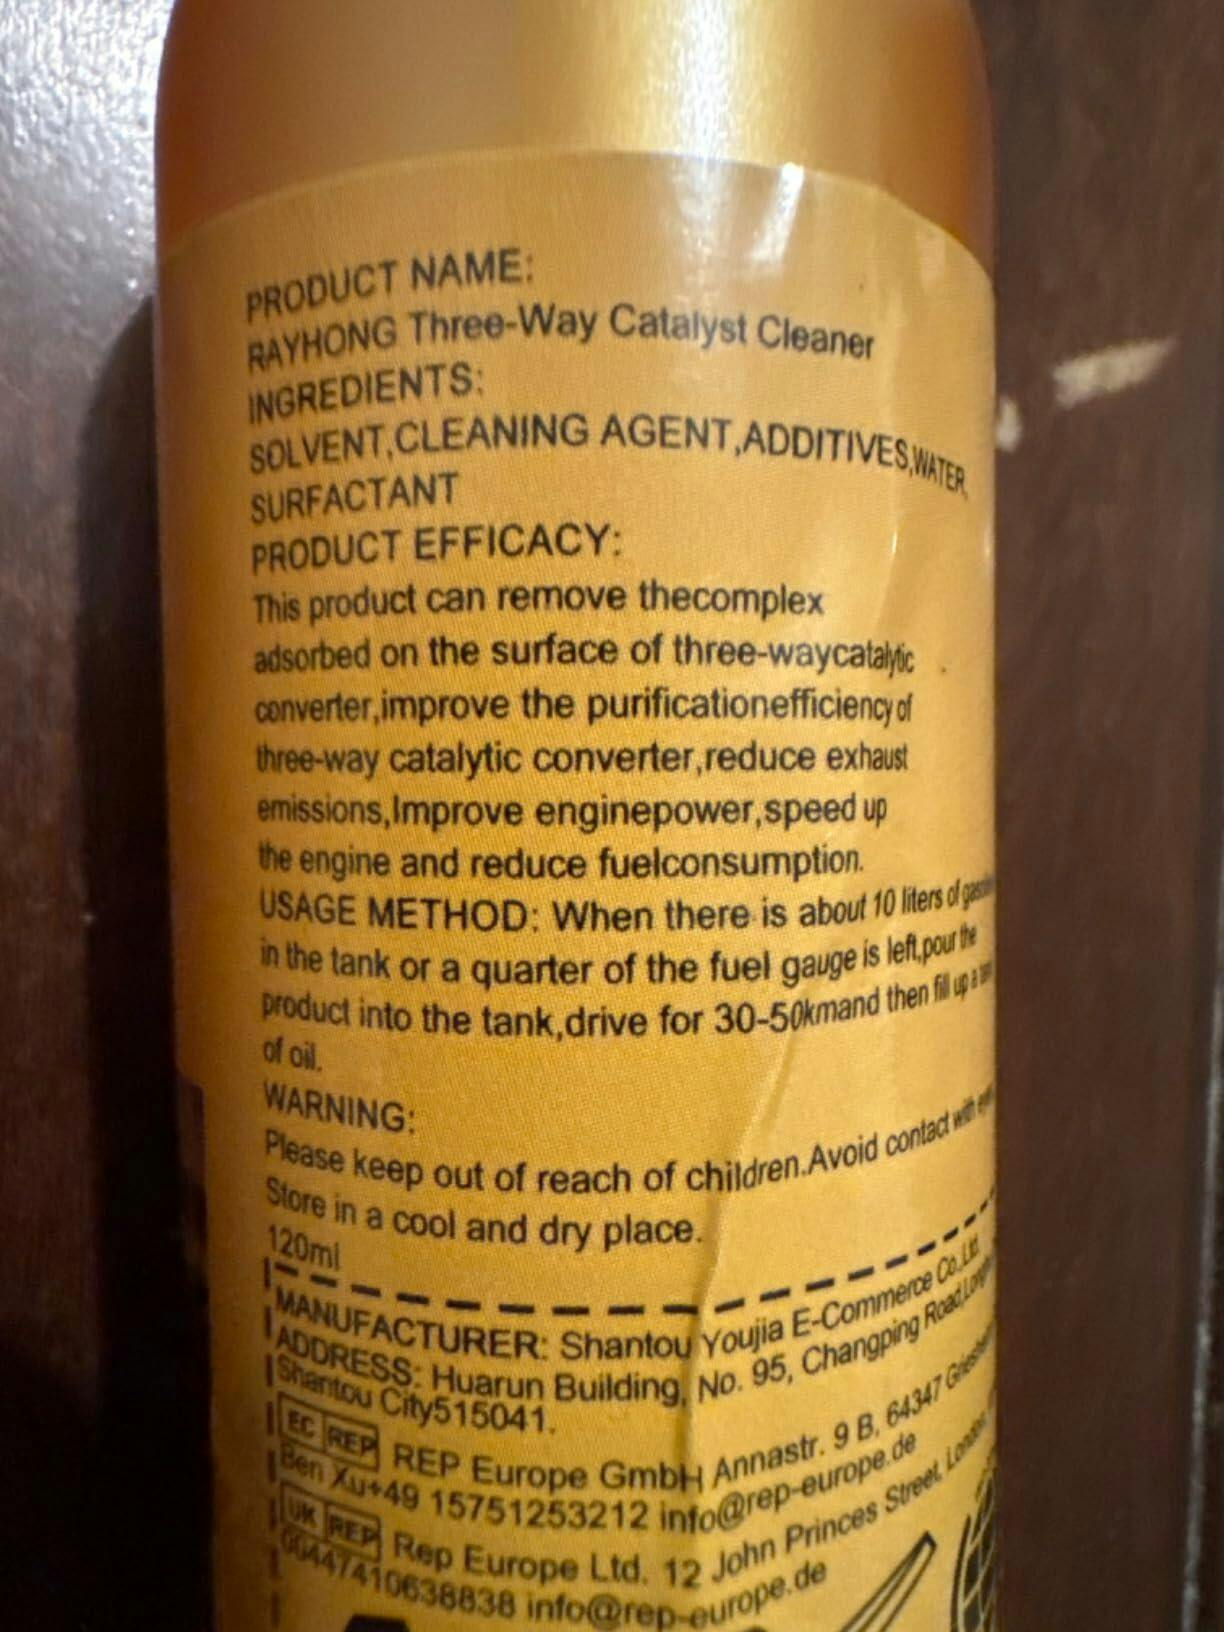 PRODUCT NAME:
RAYHONG Three-Way Catalyst Cleaner
INGREDIENTS:
SOLVENT,CLEANING AGENT,ADDITIVES,WATER,
SURFACTANT
PRODUCT EFFICACY:
This product can remove thecomplex
adsorbed on the surface of three-waycatalytic
converter,improve the purificationefficiency of
three-way catalytic converter,reduce exhaust
emissions,Improve enginepower,speed up
the engine and reduce fuelconsumption.
USAGE METHOD: When there is about 10 liters of
in the tank or a quarter of the fuel gauge is left,pour the
product into the tank,drive for 30-50kmand then fill up a
of oil.
WARNING:
Please keep out of reach of children.Avoid contact with
Store in a cool and dry place.
120ml
MANUFACTURER: Shantou Youjia E-Commerce Co.,Ltd.
ADDRESS: Huarun Building, No. 95, Changping Road,
Shantou City515041.
EC REP REP Europe GmbH Annastr. 9 B, 64347
Ben Xu+49 15751253212 info@rep-europe.de
UK REP Rep Europe Ltd. 12 John Princes Street, London,
00447410638838 info@rep-europe.de